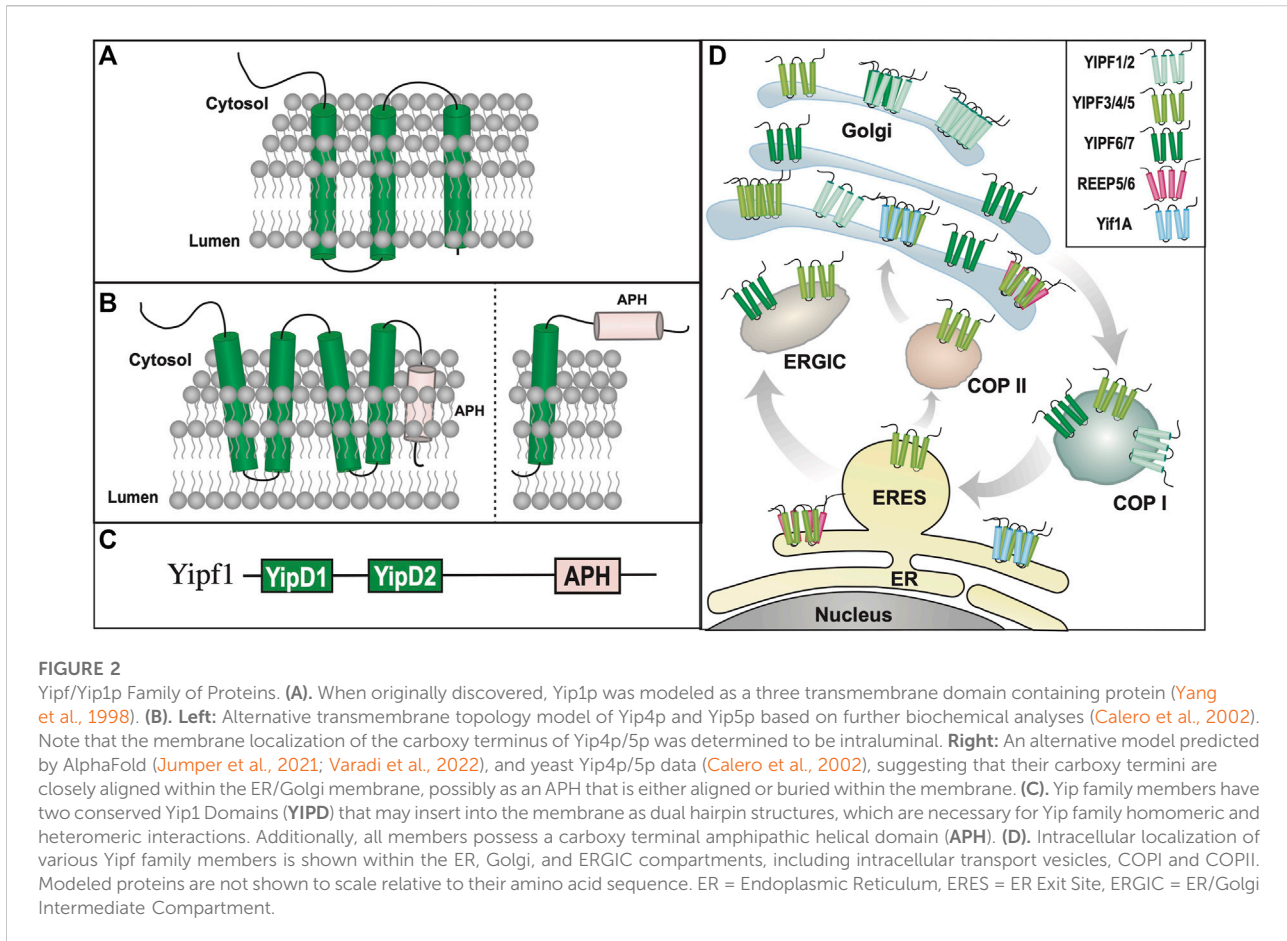 A
Cytosol
Lumen
B
APH
Cytosol
APH
Lumen
C
Yipf1
YipD1
YipD2
APH
D
Golgi
ERGIC
COP II
COP I
ERES
ER
Nucleus
YIPF1/2
YIPF3/4/5
YIPF6/7
REEP5/6
Yif1A
FIGURE 2
Yipf/Yip1p Family of Proteins. (A). When originally discovered, Yip1p was modeled as a three transmembrane domain containing protein (Yang
et al., 1998). (B). Left: Alternative transmembrane topology model of Yip4p and Yip5p based on further biochemical analyses (Calero et al., 2002).
Note that the membrane localization of the carboxy terminus of Yip4p/5p was determined to be intraluminal. Right: An alternative model predicted
by AlphaFold (Jumper et al., 2021; Varadi et al., 2022), and yeast Yip4p/5p data (Calero et al., 2002), suggesting that their carboxy termini are
closely aligned within the ER/Golgi membrane, possibly as an APH that is either aligned or buried within the membrane. (C). Yip family members have
two conserved Yip1 Domains (YIPD) that may insert into the membrane as dual hairpin structures, which are necessary for Yip family homomeric and
heteromeric interactions. Additionally, all members possess a carboxy terminal amphipathic helical domain (APH). (D). Intracellular localization of
various Yipf family members is shown within the ER, Golgi, and ERGIC compartments, including intracellular transport vesicles, COPI and COPII.
Modeled proteins are not shown to scale relative to their amino acid sequence. ER = Endoplasmic Reticulum, ERES = ER Exit Site, ERGIC = ER/Golgi
Intermediate Compartment.